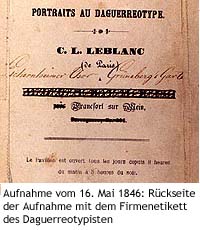 PORTRAITS AU DAGUERREOTYPE.
C. L. LEBLANC
(de Paris)
près Francfort sur Mein,
Le Pavillon est ouvert tous les jours depuis 8 heures
du matin à 5 heures du soir.
Aufnahme vom 16. Mai 1846: Rückseite
der Aufnahme mit dem Firmenetikett
des Daguerreotypisten